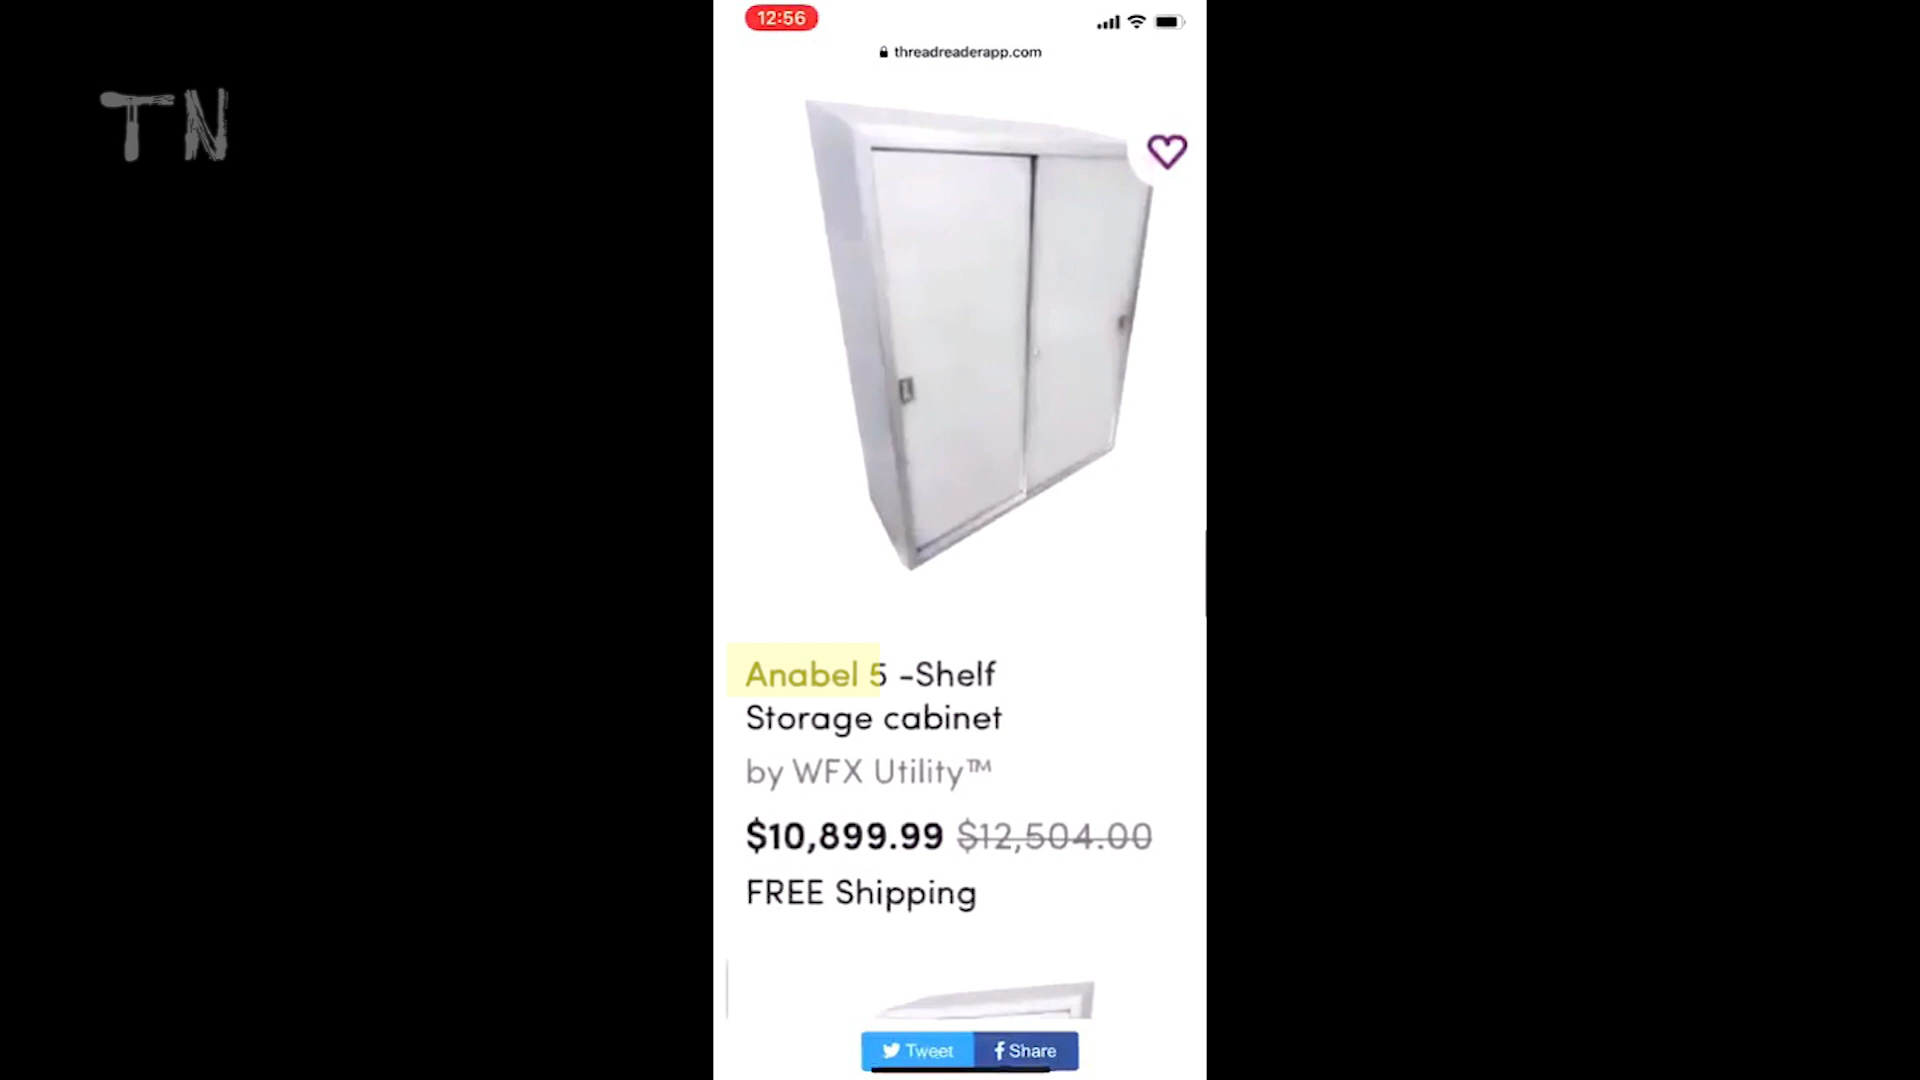 12:56
threadreaderapp.com
TN
Anabel 5 -Shelf
Storage cabinet
by WFX Utility™
$10,899.99 $12,504.00
FREE Shipping
Tweet
Share